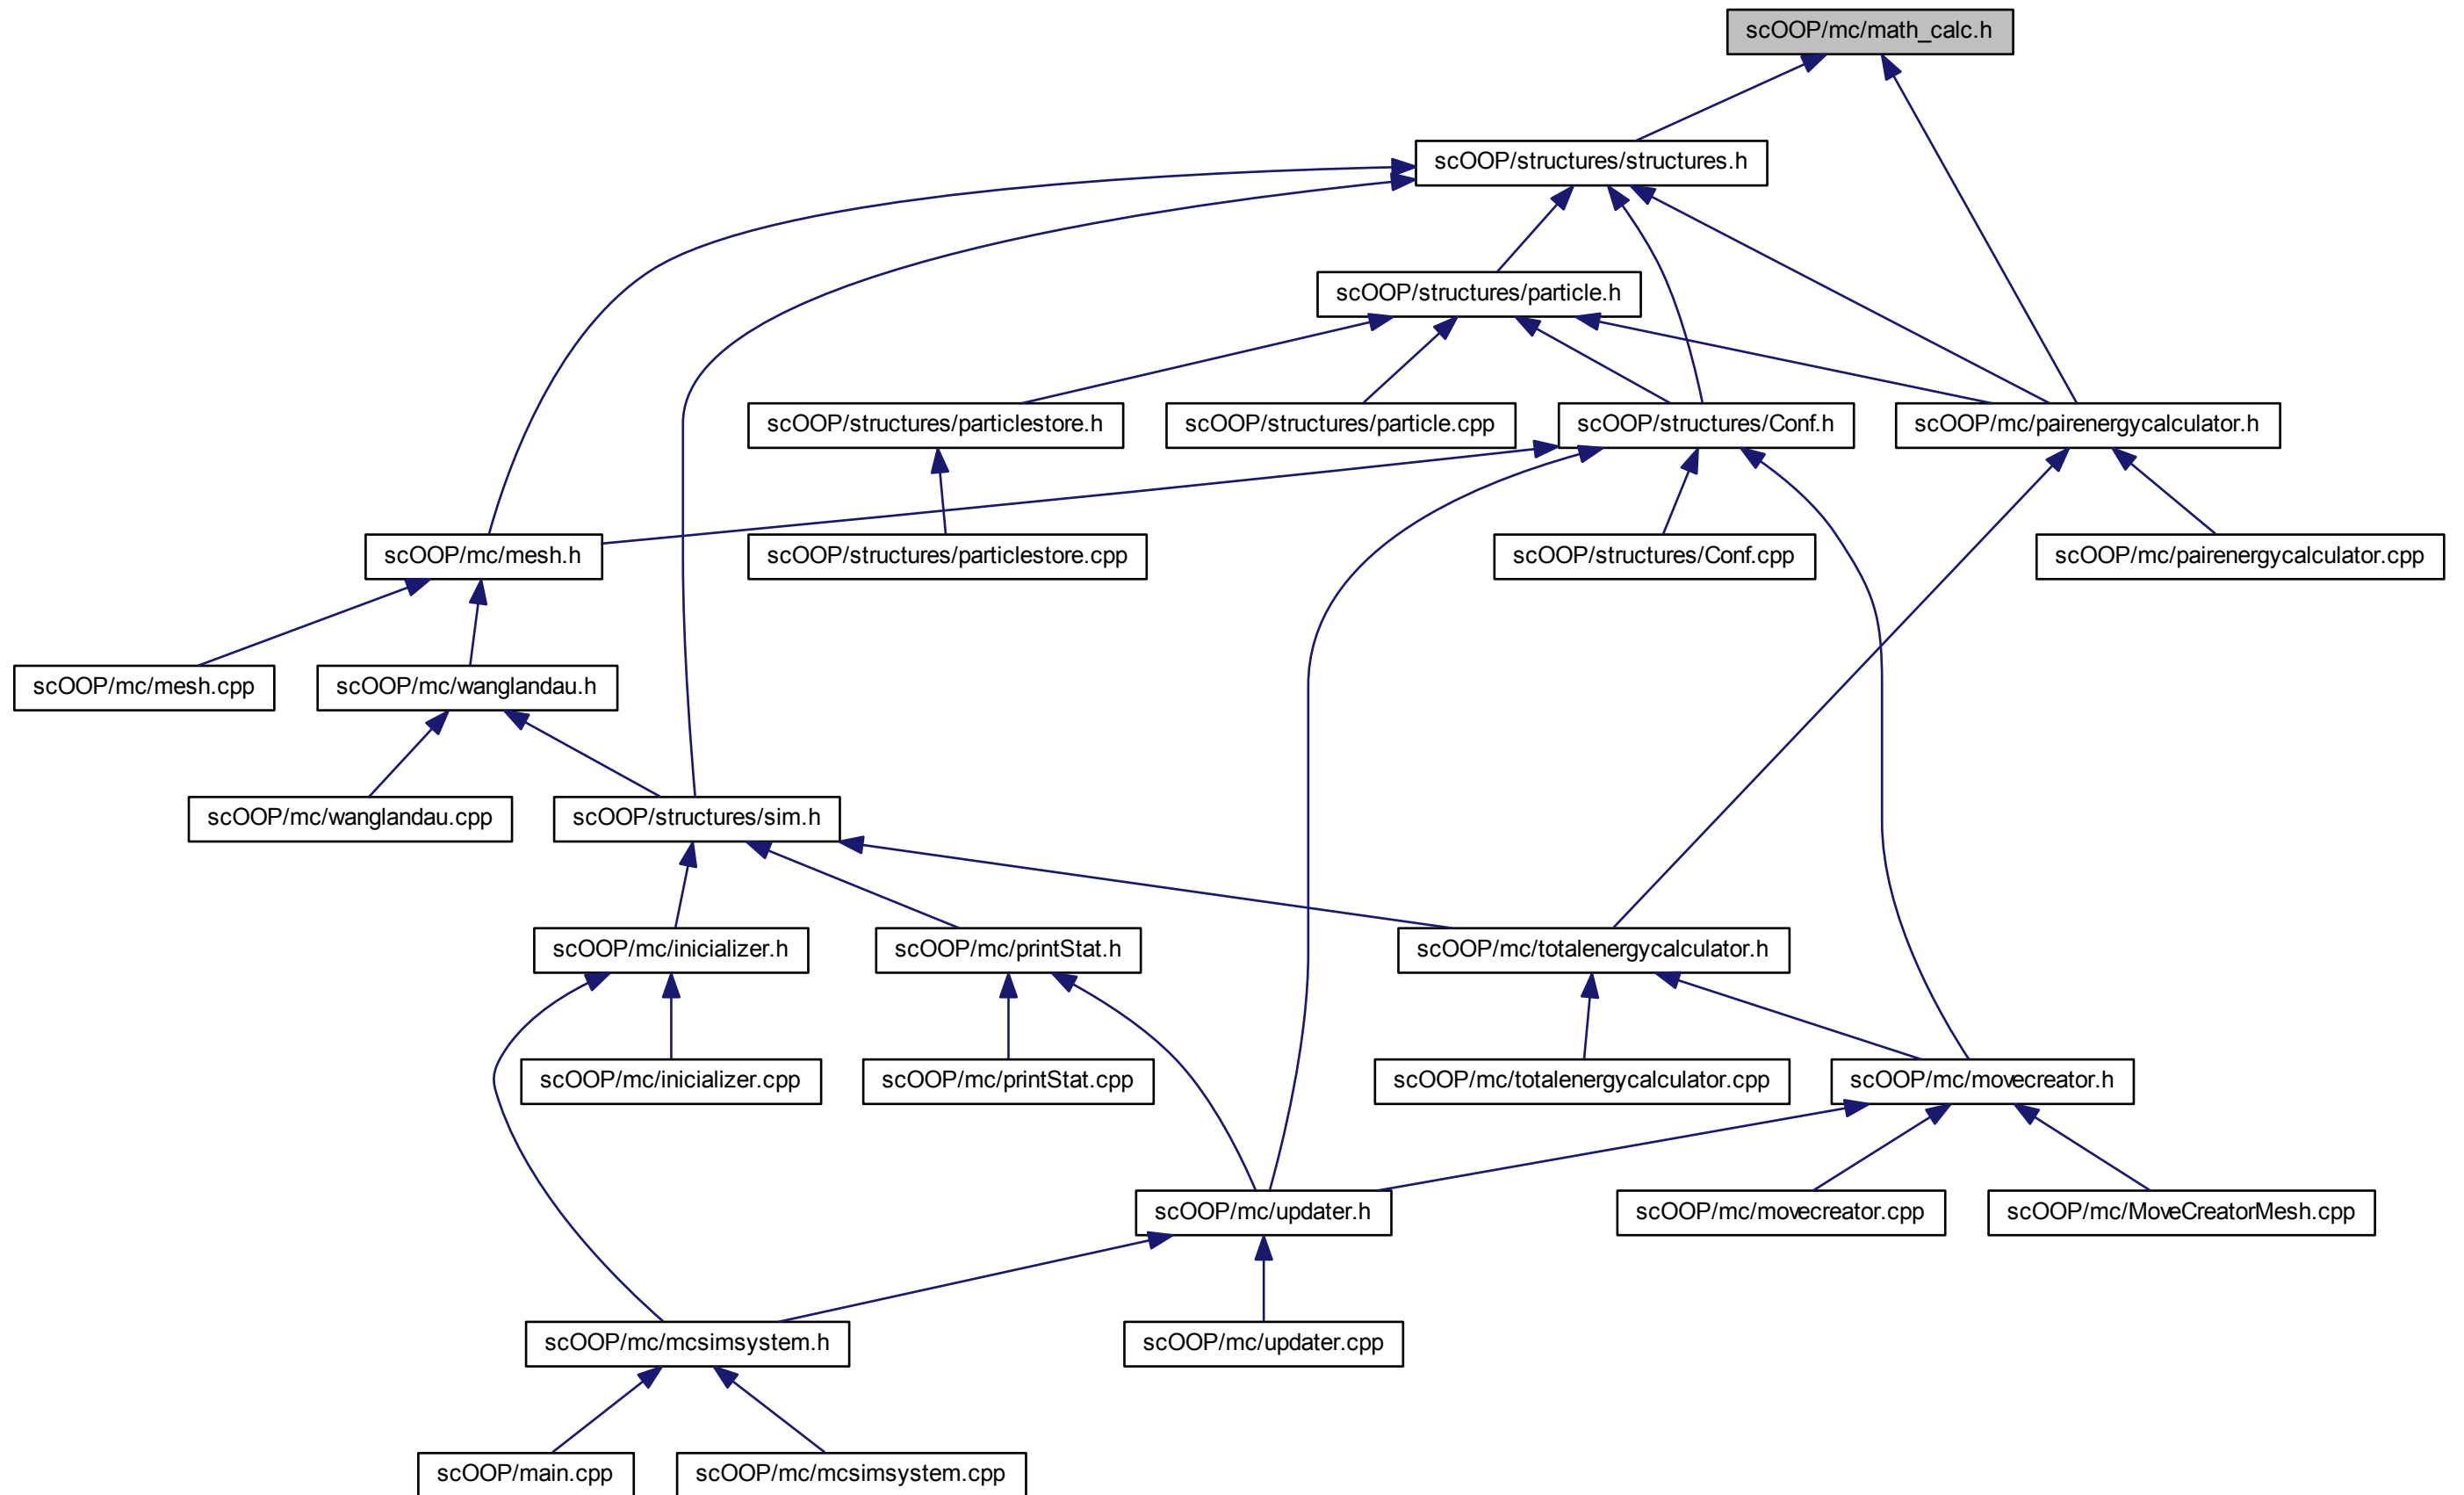 scOOP/mc/math_calc.h
scOOP/structures/structures.h
scOOP/structures/particle.h
scOOP/structures/particlestore.h
scOOP/structures/particle.cpp
scOOP/structures/Conf.h
scOOP/mc/pairenergycalculator.h
scOOP/mc/mesh.h
scOOP/structures/particlestore.cpp
scOOP/structures/Conf.cpp
scOOP/mc/pairenergycalculator.cpp
scOOP/mc/mesh.cpp
scOOP/mc/wanglandau.h
scOOP/mc/wanglandau.cpp
scOOP/structures/sim.h
scOOP/mc/inicializer.h
scOOP/mc/printStat.h
scOOP/mc/totalenergycalculator.h
scOOP/mc/inicializer.cpp
scOOP/mc/printStat.cpp
scOOP/mc/totalenergycalculator.cpp
scOOP/mc/movecreator.h
scOOP/mc/updater.h
scOOP/mc/movecreator.cpp
scOOP/mc/MoveCreatorMesh.cpp
scOOP/mc/mcsimsystem.h
scOOP/mc/updater.cpp
scOOP/main.cpp
scOOP/mc/mcsimsystem.cpp